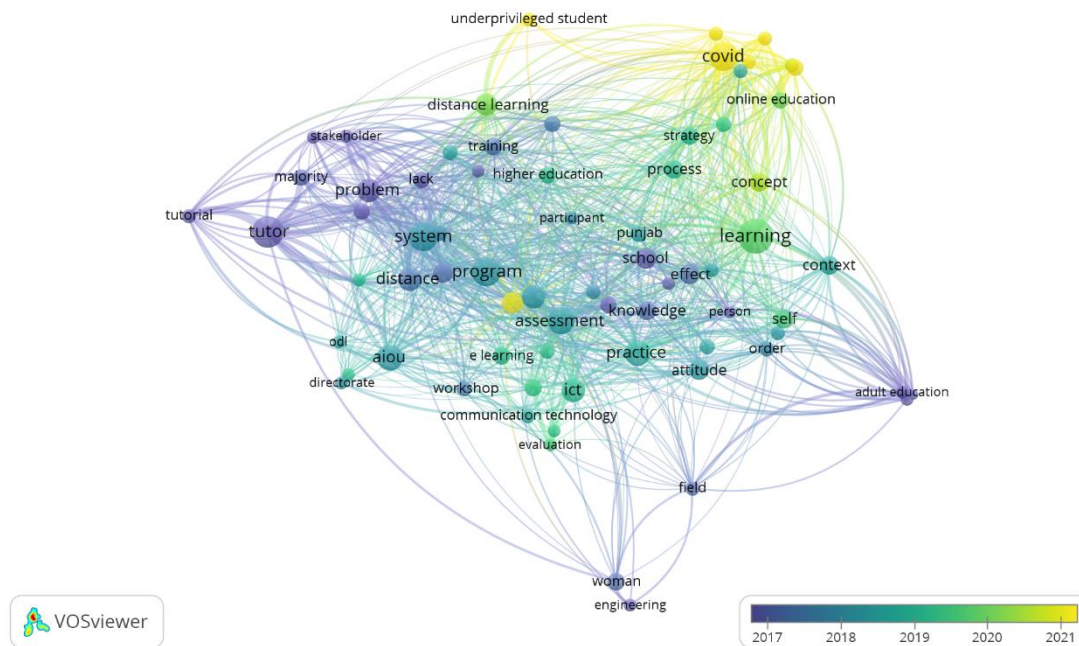 underprivileged student
covid
distance learning
online education
stakeholder
training
strategy
majority
problem
lack
higher education
process
concept
tutorial
tutor
participant
system
punjab
learning
school
distance
program
effect
context
assessment
knowledge
person
self
odl
aiou
e learning
practice
order
directorate
workshop
ict
attitude
adult education
communication technology
evaluation
field
woman
engineering
VOSviewer
2017 2018 2019 2020 2021